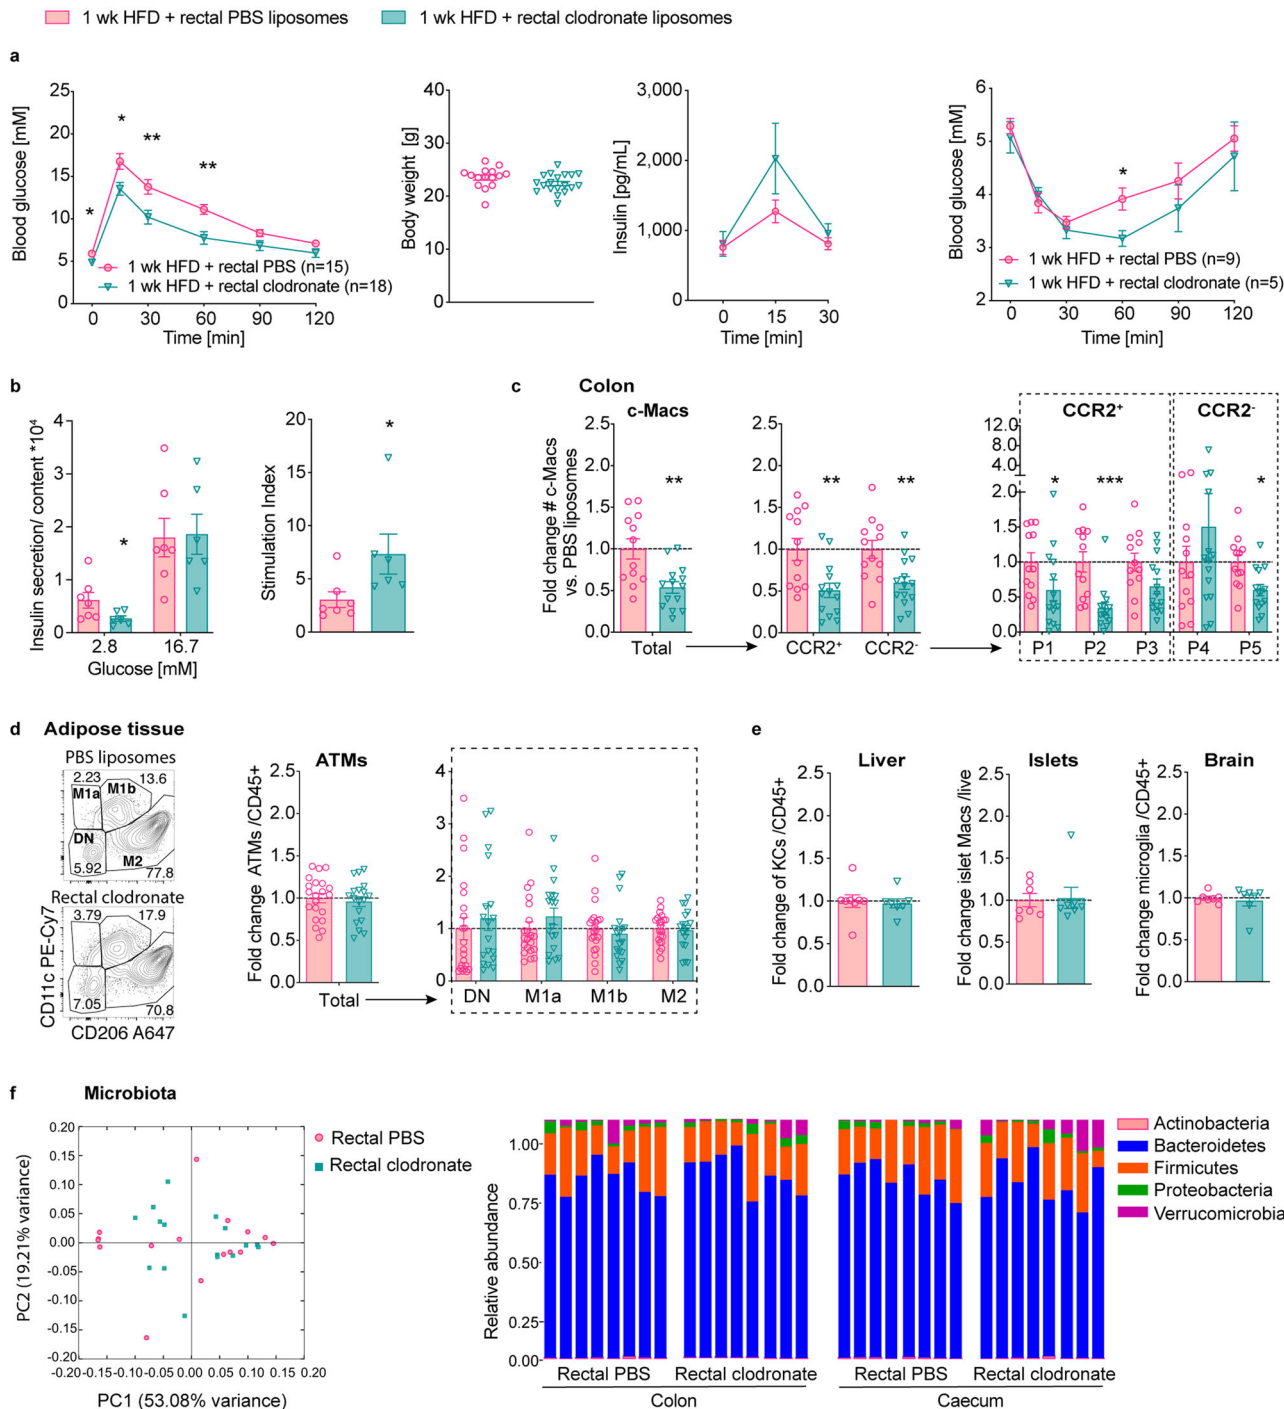 1 wk HFD + rectal PBS liposomes
1 wk HFD + rectal clodronate liposomes
a
Blood glucose [mM]
25
20
15
10
5
0
*
*
**
**
1 wk HFD + rectal PBS (n=15)
1 wk HFD + rectal clodronate (n=18)
0 30 60 90 120
Time [min]
Body weight [g]
40
30
20
10
0
Insulin [pg/mL]
3,000
2,000
1,000
0
0 15 30
Time [min]
Blood glucose [mM]
6
5
4
3
2
*
1 wk HFD + rectal PBS (n=9)
1 wk HFD + rectal clodronate (n=5)
0 30 60 90 120
Time [min]
b
Insulin secretion/ content *10⁴
4
3
2
1
0
*
2.8 16.7
Glucose [mM]
Stimulation Index
20
15
10
5
0
*
c Colon
c-Macs
Fold change # c-Macs
vs. PBS liposomes
2.5
2.0
1.5
1.0
0.5
0.0
**
Total
2.5
2.0
1.5
1.0
0.5
0.0
** **
CCR2⁺ CCR2⁻
CCR2⁺ CCR2⁻
12.0
8.0
4.0
2.0
1.5
1.0
0.5
0.0
* *** *
P1 P2 P3 P4 P5
d Adipose tissue
PBS liposomes
2.23 13.6
M1a M1b
DN
M2
5.92 77.8
Rectal clodronate
3.79 17.9
7.05 70.8
CD11c PE-Cy7
CD206 A647
ATMs
Fold change ATMs /CD45+
2.5
2.0
1.5
1.0
0.5
0.0
Total
4
3
2
1
0
DN M1a M1b M2
e
Liver
Fold change of KCs /CD45+
2.5
2.0
1.5
1.0
0.5
0.0
Islets
Fold change islet Macs /live
2.5
2.0
1.5
1.0
0.5
0.0
Brain
Fold change microglia /CD45+
2.5
2.0
1.5
1.0
0.5
0.0
f Microbiota
PC2 (19.21% variance)
0.20
0.15
0.10
0.05
0.00
-0.05
-0.10
-0.15
-0.20
-0.20 -0.15 -0.10 -0.05 0.00 0.05 0.10 0.15 0.20
PC1 (53.08% variance)
Rectal PBS
Rectal clodronate
Relative abundance
1.00
0.75
0.50
0.25
0.00
Rectal PBS Rectal clodronate Rectal PBS Rectal clodronate
Colon Caecum
Actinobacteria
Bacteroidetes
Firmicutes
Proteobacteria
Verrucomicrobia